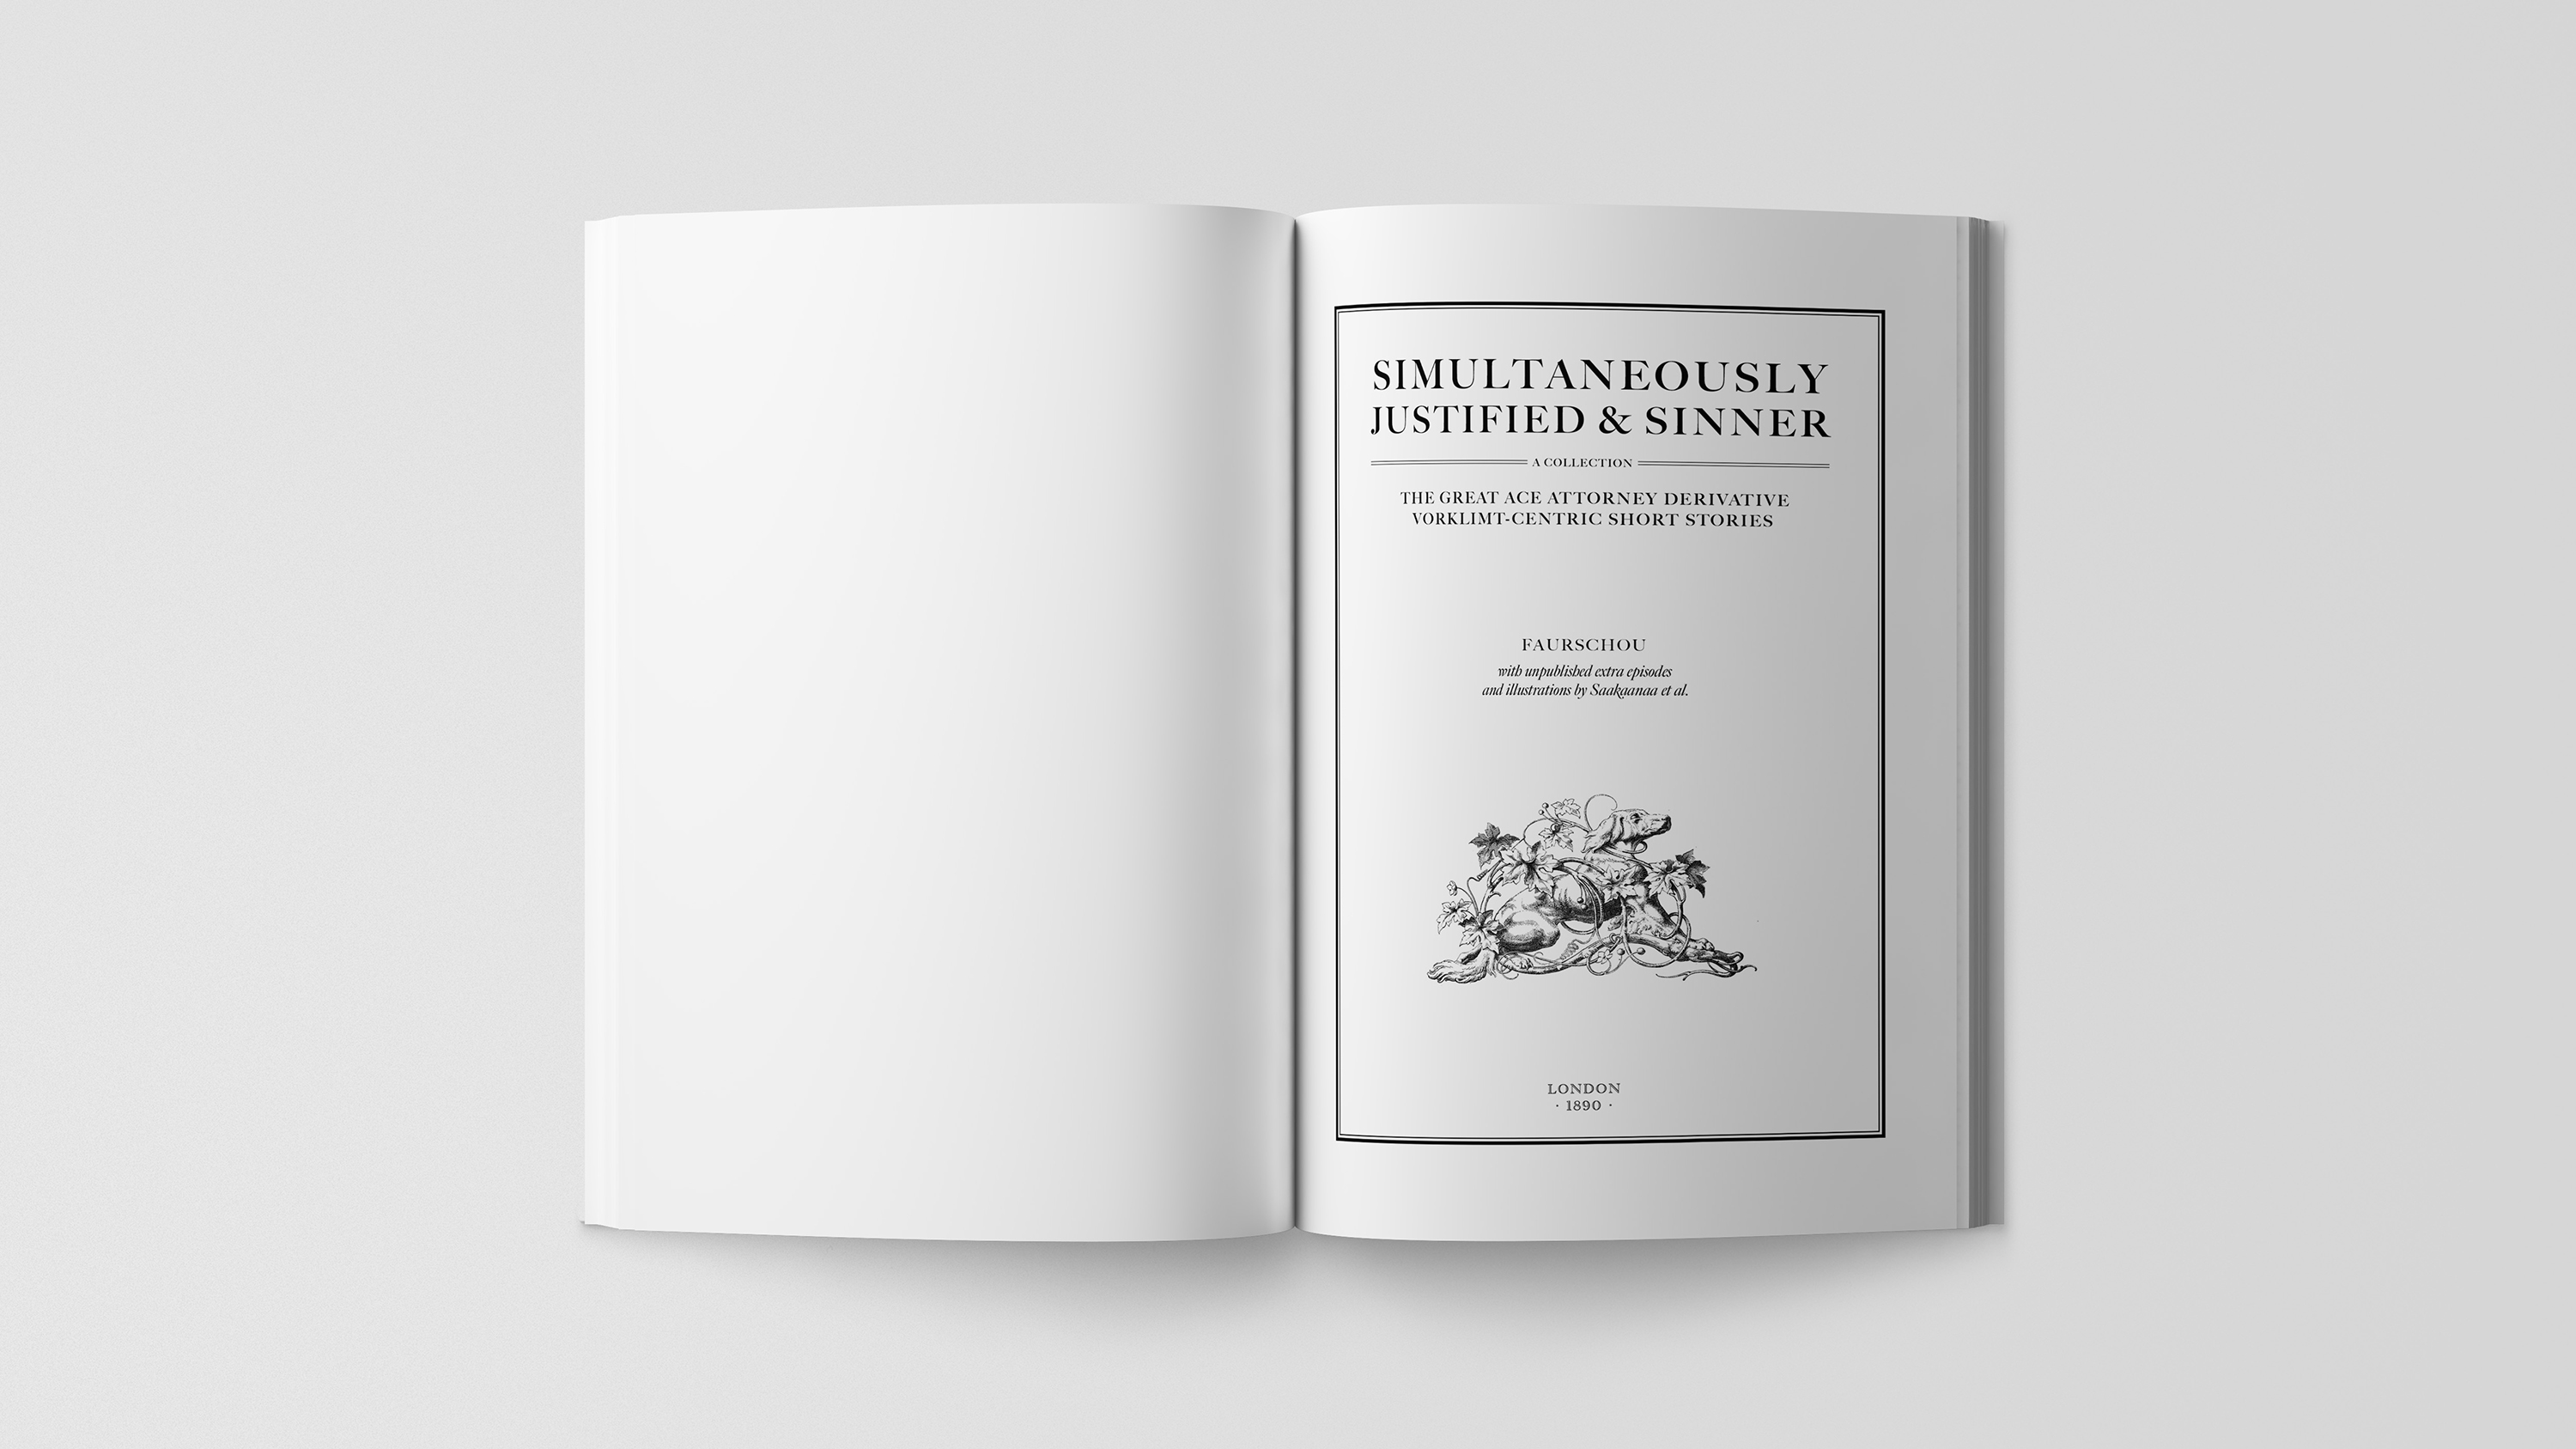 SIMULTANEOUSLY
JUSTIFIED & SINNER
A COLLECTION
THE GREAT ACE ATTORNEY DERIVATIVE
VORKLIMT-CENTRIC SHORT STORIES
FAURSCHOU
with unpublished extra episodes
and illustrations by Saakaanaa et al.
LONDON
· 1890 ·